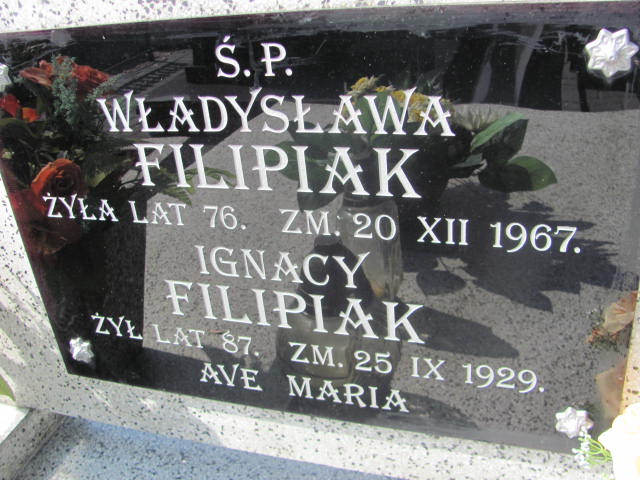 Ś.P.
WŁADYSŁAWA
FILIPIAK
ŻYŁA LAT 76. ZM. 20 XII 1967.
IGNACY
FILIPIAK
ŻYŁ LAT 87. ZM. 25 IX 1929.
AVE MARIA